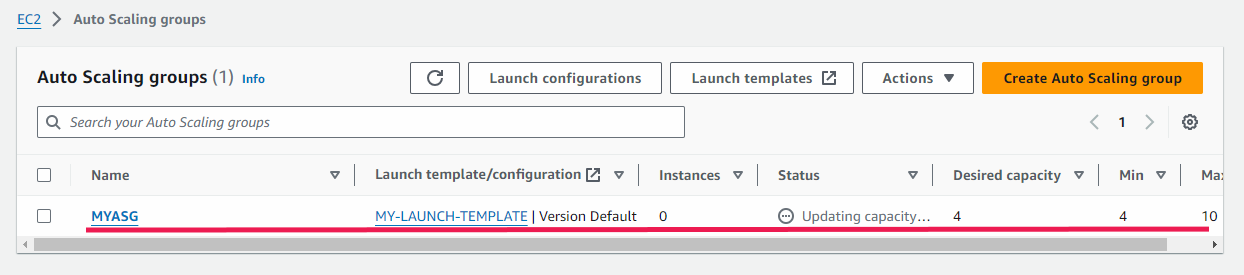 EC2 Auto Scaling groups
Auto Scaling groups (1) Info Launch configurations Launch templates Actions Create Auto Scaling group
Search your Auto Scaling groups 1
Name Launch template/configuration Instances Status Desired capacity Min Max
MYASG MY-LAUNCH-TEMPLATE | Version Default 0 Updating capacity... 4 4 10